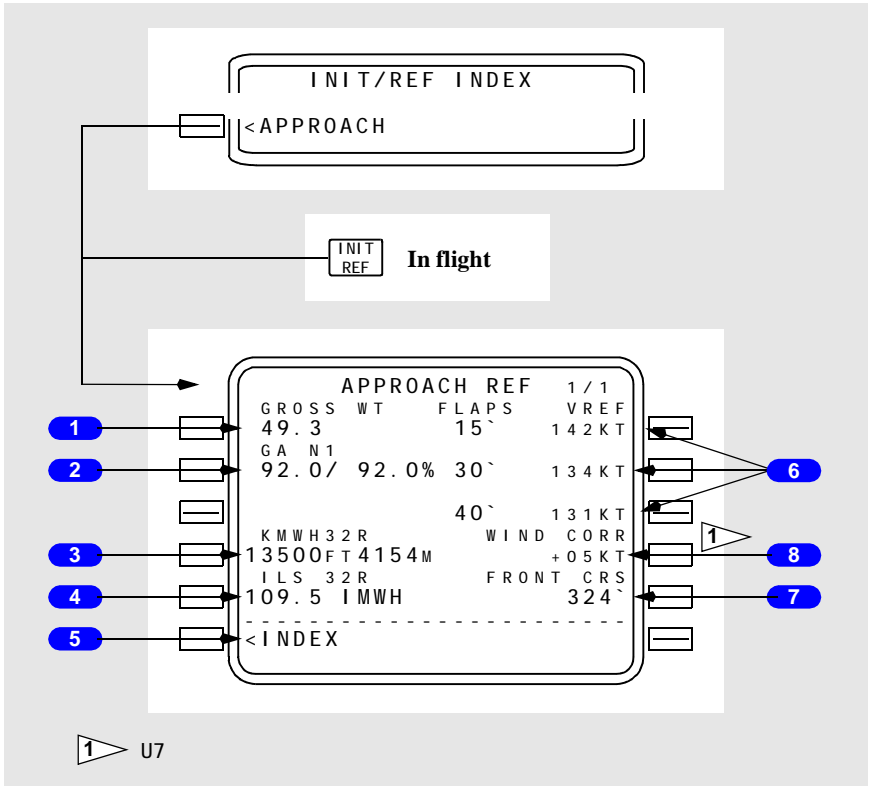 INIT/REF INDEX
<APPROACH
INIT
REF
In flight
APPROACH REF 1/1
GROSS WT FLAPS VREF
1 49.3 15` 142KT
GA N1
2 92.0/ 92.0% 30` 134KT 6
40` 131KT
KMWH32R WIND CORR 1
3 13500FT4154M +05KT 8
ILS 32R FRONT CRS
4 109.5 IMWH 324` 7
------------------------
5 <INDEX
1 U7